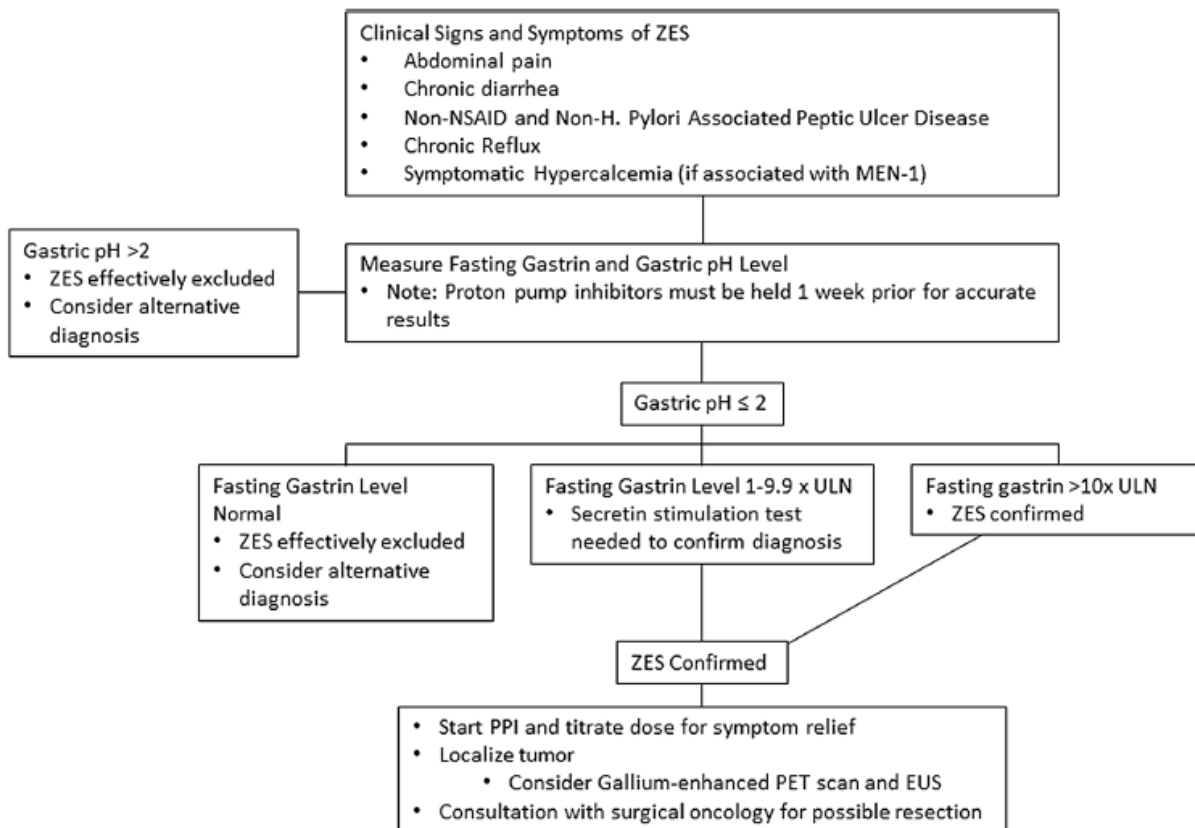 Clinical Signs and Symptoms of ZES
• Abdominal pain
• Chronic diarrhea
• Non-NSAID and Non-H. Pylori Associated Peptic Ulcer Disease
• Chronic Reflux
• Symptomatic Hypercalcemia (if associated with MEN-1)
Gastric pH >2
• ZES effectively excluded
• Consider alternative
diagnosis
Measure Fasting Gastrin and Gastric pH Level
• Note: Proton pump inhibitors must be held 1 week prior for accurate
results
Gastric pH ≤ 2
Fasting Gastrin Level
Normal
• ZES effectively excluded
• Consider alternative
diagnosis
Fasting Gastrin Level 1-9.9 x ULN
• Secretin stimulation test
needed to confirm diagnosis
Fasting gastrin >10x ULN
• ZES confirmed
ZES Confirmed
• Start PPI and titrate dose for symptom relief
• Localize tumor
• Consider Gallium-enhanced PET scan and EUS
• Consultation with surgical oncology for possible resection